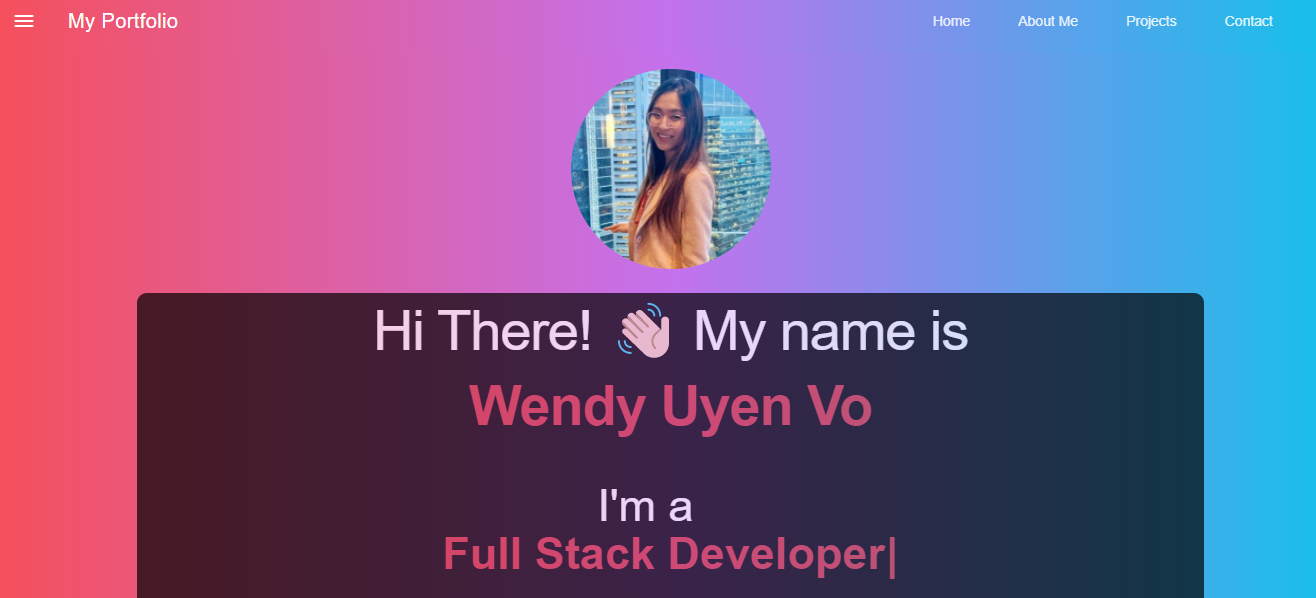 My Portfolio Home About Me Projects Contact
Hi There! 👋 My name is
Wendy Uyen Vo
I'm a
Full Stack Developer|